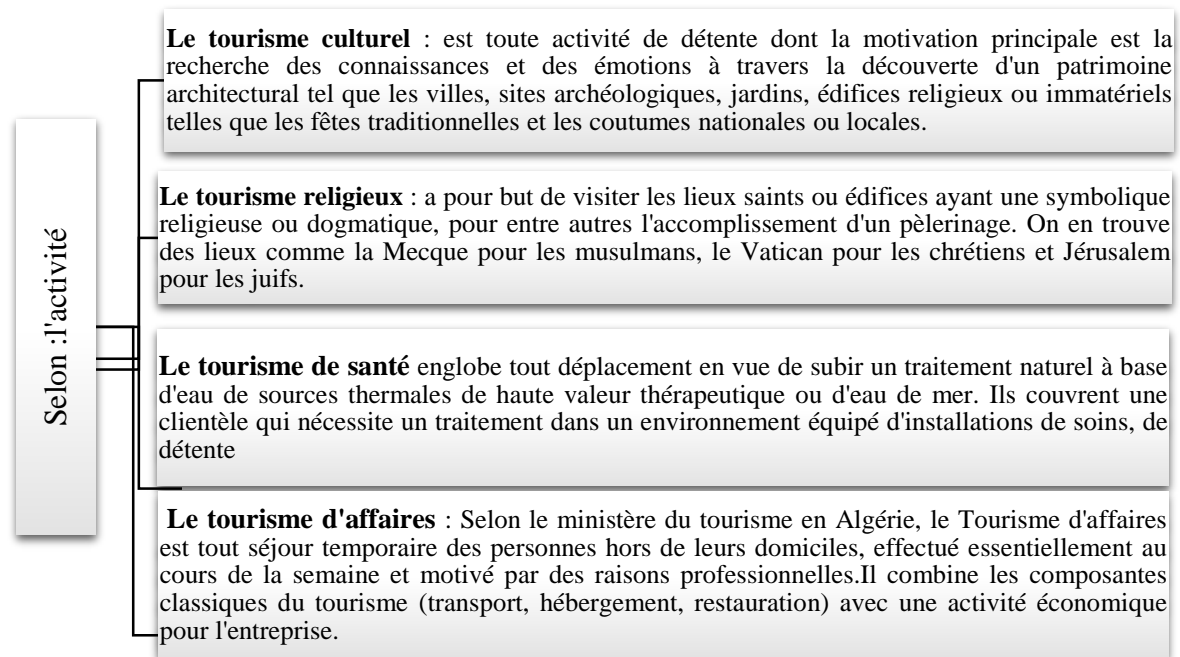 Selon :l'activité
Le tourisme culturel : est toute activité de détente dont la motivation principale est la
recherche des connaissances et des émotions à travers la découverte d'un patrimoine
architectural tel que les villes, sites archéologiques, jardins, édifices religieux ou immatériels
telles que les fêtes traditionnelles et les coutumes nationales ou locales.
Le tourisme religieux : a pour but de visiter les lieux saints ou édifices ayant une symbolique
religieuse ou dogmatique, pour entre autres l'accomplissement d'un pèlerinage. On en trouve
des lieux comme la Mecque pour les musulmans, le Vatican pour les chrétiens et Jérusalem
pour les juifs.
Le tourisme de santé englobe tout déplacement en vue de subir un traitement naturel à base
d'eau de sources thermales de haute valeur thérapeutique ou d'eau de mer. Ils couvrent une
clientèle qui nécessite un traitement dans un environnement équipé d'installations de soins, de
détente
Le tourisme d'affaires : Selon le ministère du tourisme en Algérie, le Tourisme d'affaires
est tout séjour temporaire des personnes hors de leurs domiciles, effectué essentiellement au
cours de la semaine et motivé par des raisons professionnelles.Il combine les composantes
classiques du tourisme (transport, hébergement, restauration) avec une activité économique
pour l'entreprise.